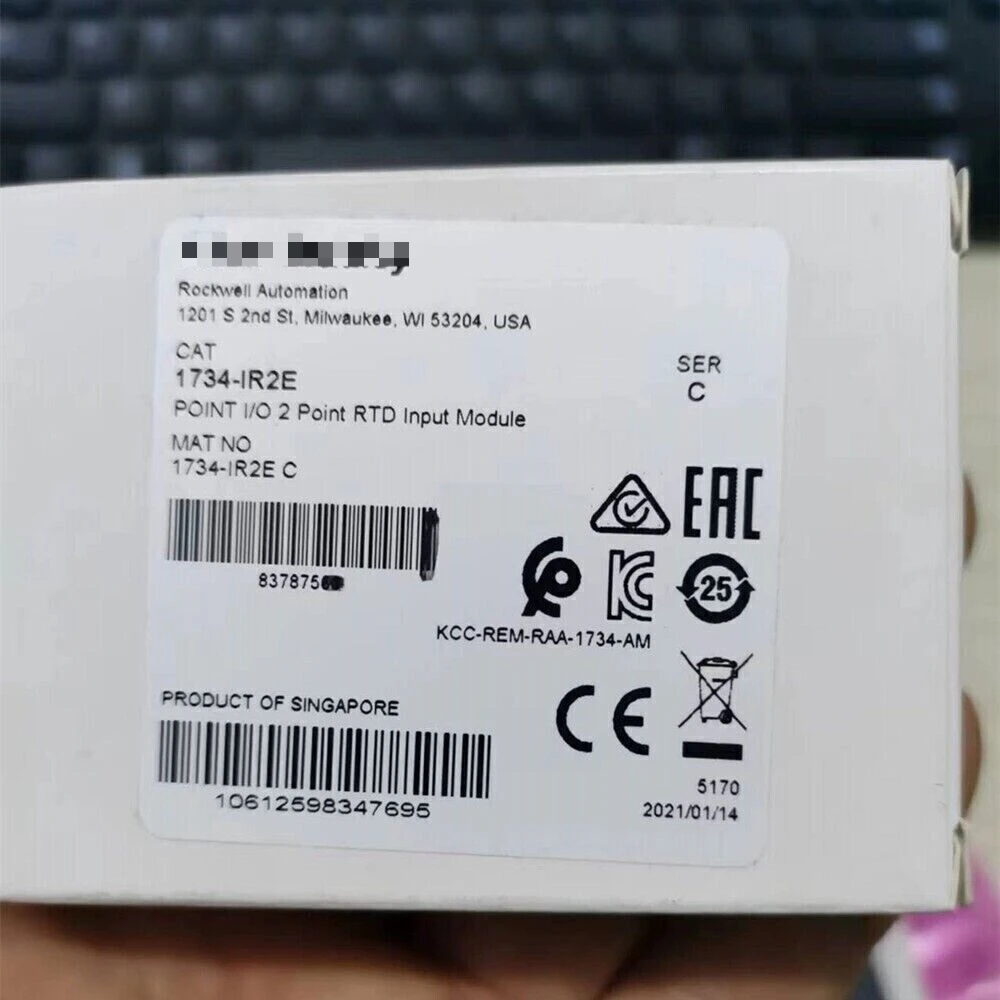 Rockwell Automation
1201 S 2nd St, Milwaukee, WI 53204, USA
CAT
1734-IR2E
POINT I/O 2 Point RTD Input Module
SER
C
MAT NO
1734-IR2E C
EAC
837875
KC
25
KCC-REM-RAA-1734-AM
PRODUCT OF SINGAPORE
CE
10612598347695
5170
2021/01/14